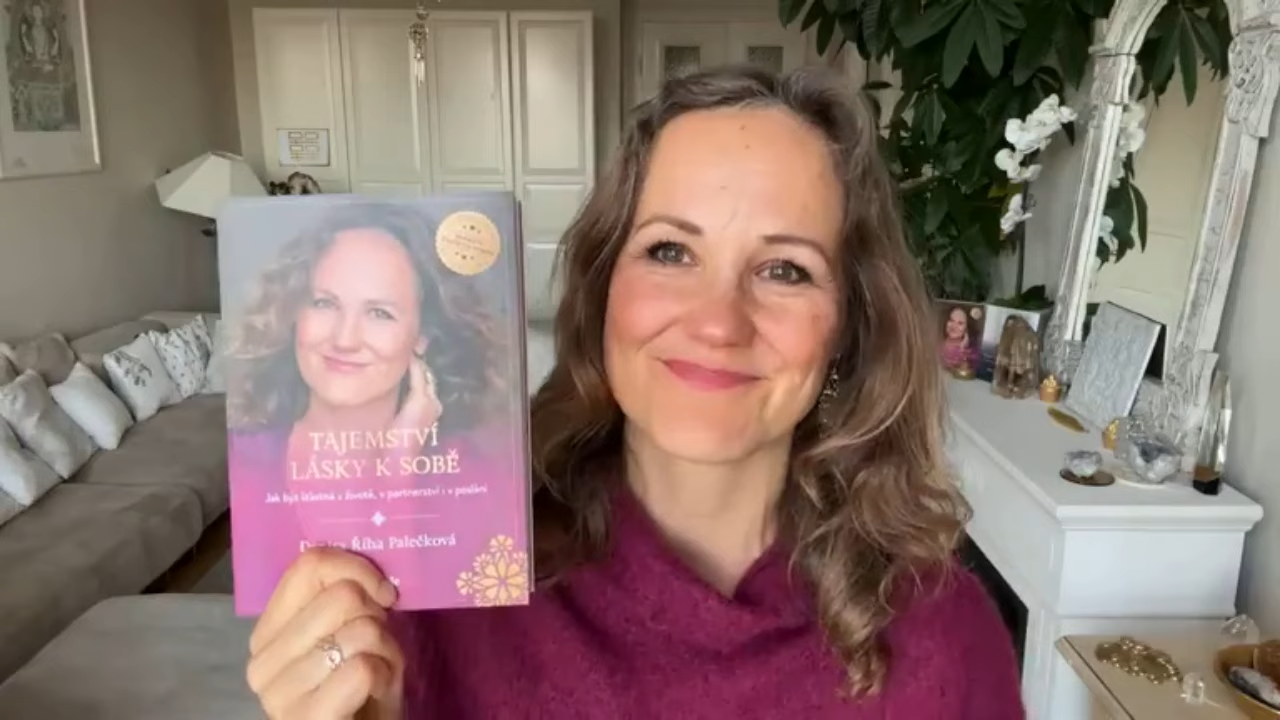 TAJEMSTVÍ
LÁSKY K SOBĚ
Jak být šťastná v životě, v partnerství i v poslání
Říha Palečková